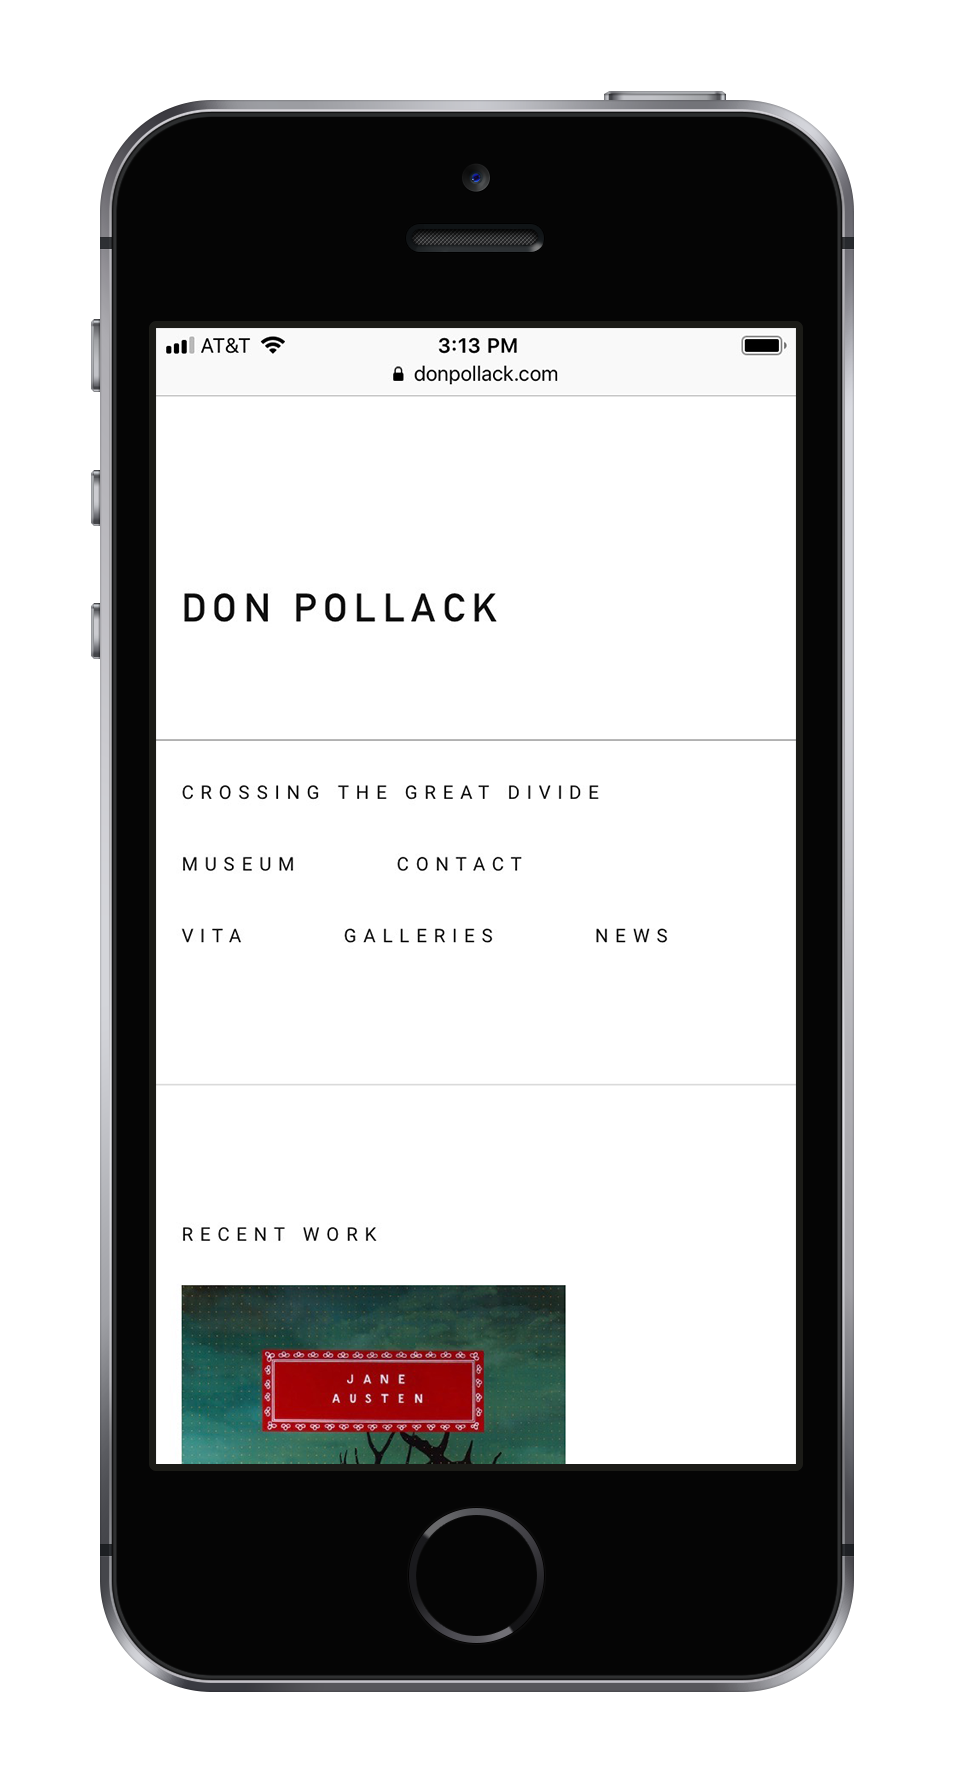 AT&T 3:13 PM
donpollack.com
DON POLLACK
CROSSING THE GREAT DIVIDE
MUSEUM CONTACT
VITA GALLERIES NEWS
RECENT WORK
JANE
AUSTEN